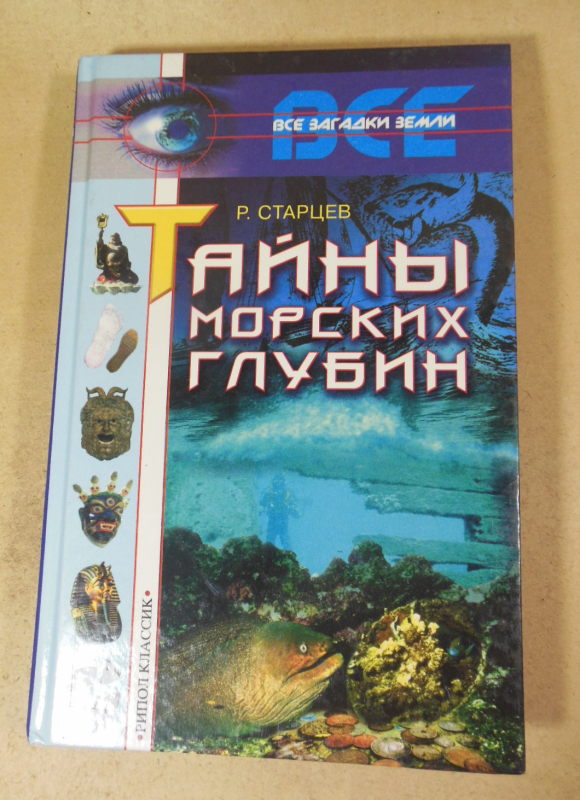 ВСЕ
ВСЕ ЗАГАДКИ ЗЕМЛИ
Р. СТАРЦЕВ
ТАЙНЫ
МОРСКИХ
ГЛУБИН
•РИПОЛ КЛАССИК•